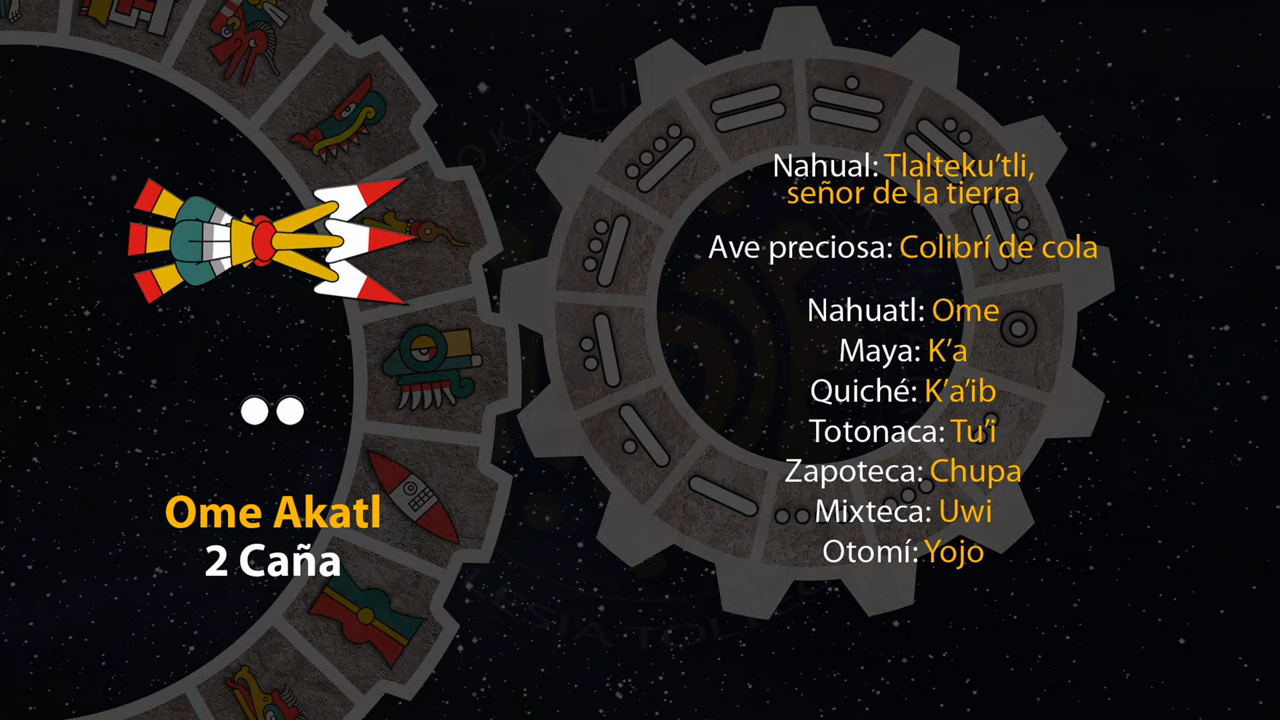 Ome Akatl
2 Caña
Nahual: Tlalteku’tli,
señor de la tierra
Ave preciosa: Colibrí de cola
Nahuatl: Ome
Maya: K’a
Quiché: K’a’ib
Totonaca: Tu’i
Zapoteca: Chupa
Mixteca: Uwi
Otomí: Yojo